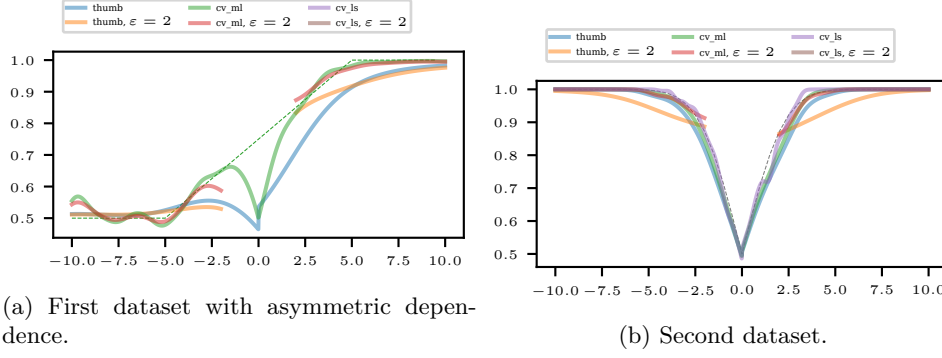 thumb cv_ml cv_ls
thumb, ε = 2 cv_ml, ε = 2 cv_ls, ε = 2
1.0
0.9
0.8
0.7
0.6
0.5
−10.0 −7.5 −5.0 −2.5 0.0 2.5 5.0 7.5 10.0
(a) First dataset with asymmetric depen-
dence.
thumb cv_ml cv_ls
thumb, ε = 2 cv_ml, ε = 2 cv_ls, ε = 2
1.0
0.9
0.8
0.7
0.6
0.5
−10.0 −7.5 −5.0 −2.5 0.0 2.5 5.0 7.5 10.0
(b) Second dataset.